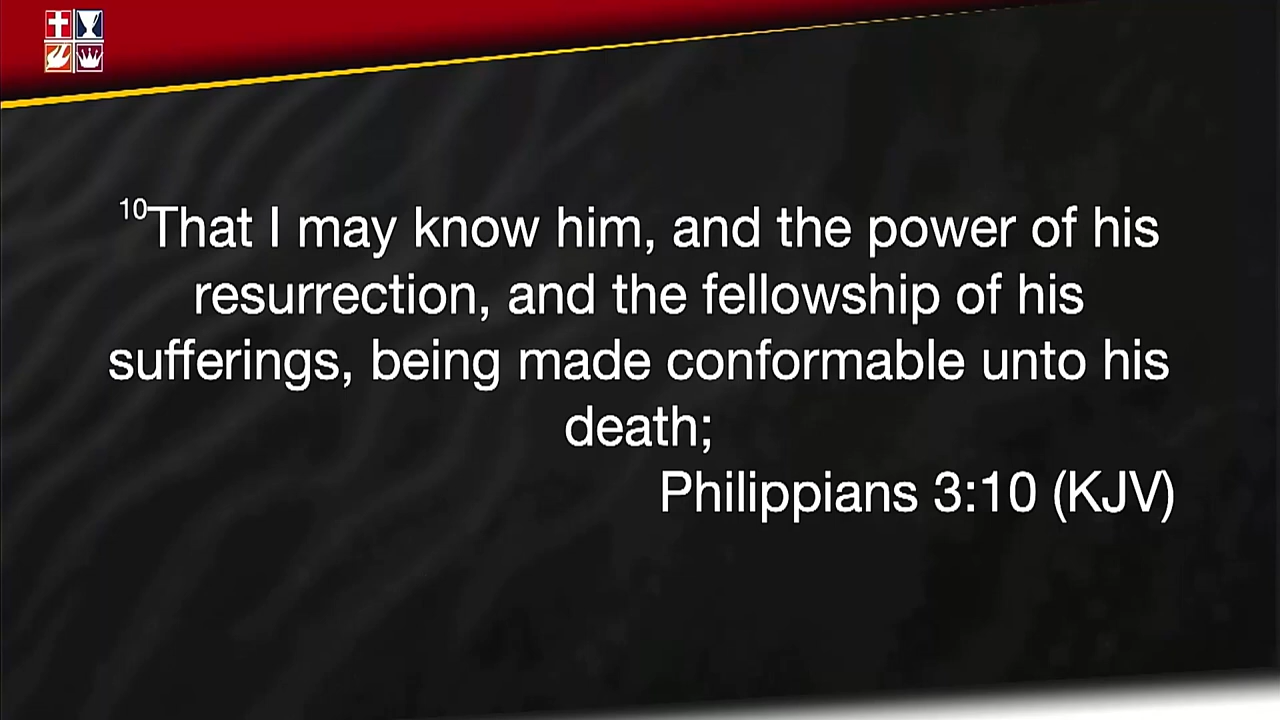 ¹⁰That I may know him, and the power of his
resurrection, and the fellowship of his
sufferings, being made conformable unto his
death;
Philippians 3:10 (KJV)